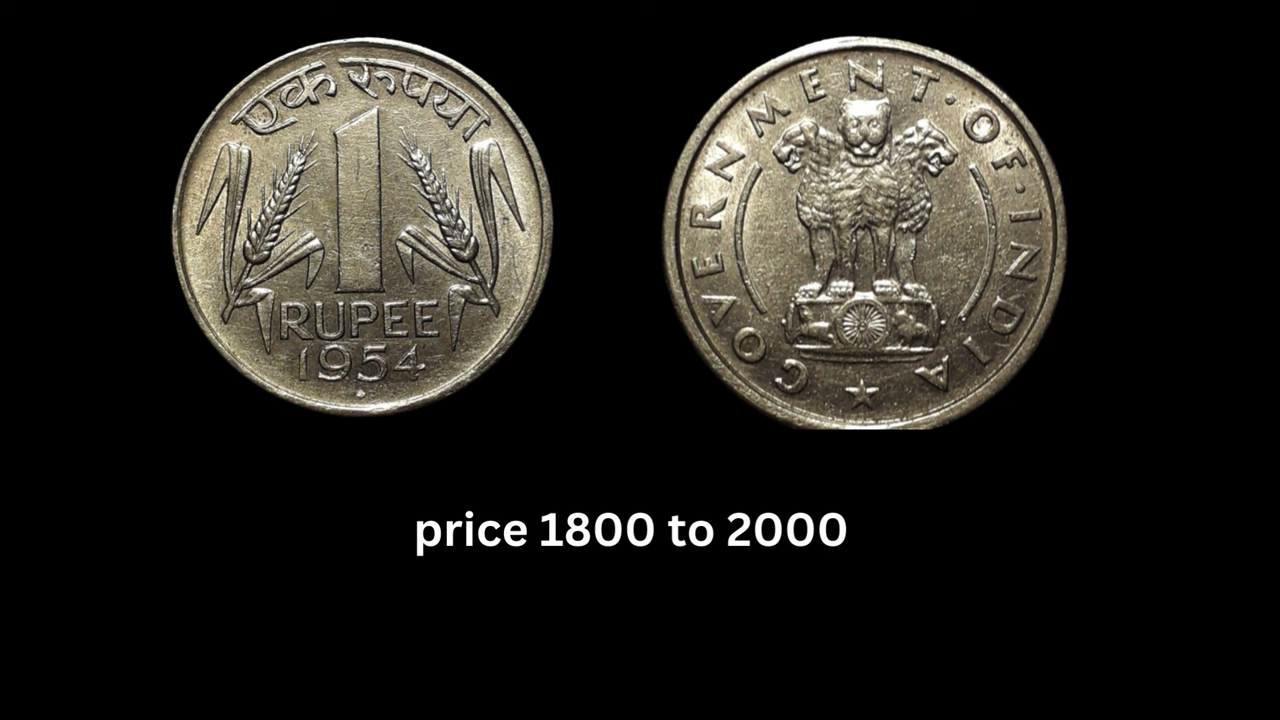 एक रुपया
1
RUPEE
1954
GOVERNMENT · OF · INDIA
price 1800 to 2000